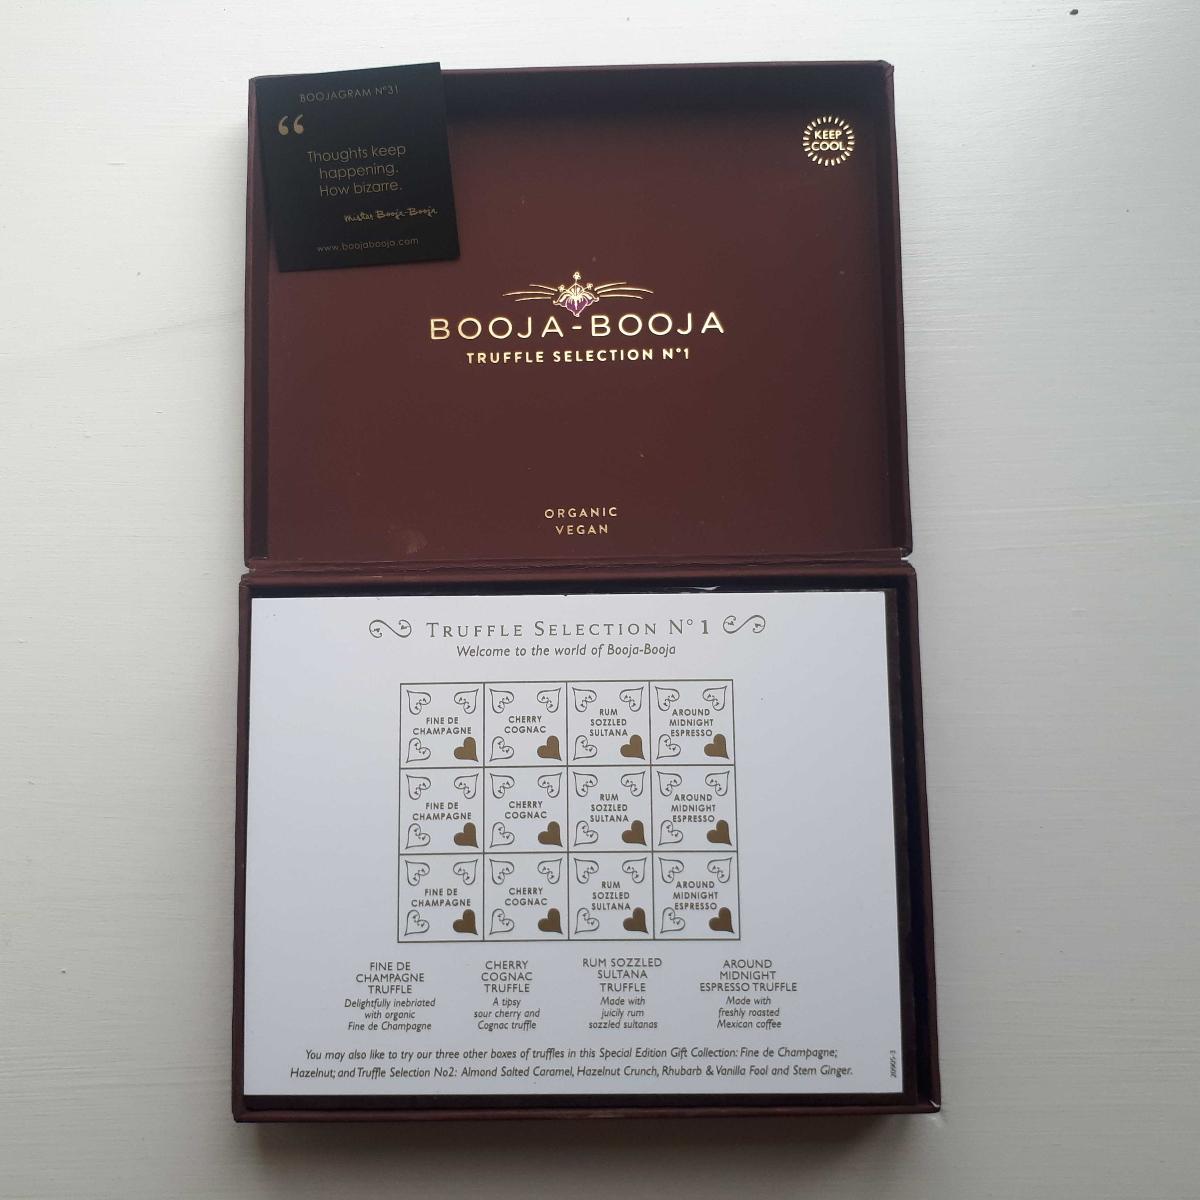 BOOJAGRAM Nº31
“
Thoughts keep
happening.
How bizarre.
Mister Booja-Booja
www.boojabooja.com
KEEP
COOL
BOOJA-BOOJA
TRUFFLE SELECTION Nº1
ORGANIC
VEGAN
TRUFFLE SELECTION Nº 1
Welcome to the world of Booja-Booja
FINE DE
CHAMPAGNE
CHERRY
COGNAC
RUM
SOZZLED
SULTANA
AROUND
MIDNIGHT
ESPRESSO
FINE DE
CHAMPAGNE
CHERRY
COGNAC
RUM
SOZZLED
SULTANA
AROUND
MIDNIGHT
ESPRESSO
FINE DE
CHAMPAGNE
CHERRY
COGNAC
RUM
SOZZLED
SULTANA
AROUND
MIDNIGHT
ESPRESSO
FINE DE
CHAMPAGNE
TRUFFLE
Delightfully inebriated
with organic
Fine de Champagne
CHERRY
COGNAC
TRUFFLE
A tipsy
sour cherry and
Cognac truffle
RUM SOZZLED
SULTANA
TRUFFLE
Made with
juicily rum
sozzled sultanas
AROUND
MIDNIGHT
ESPRESSO TRUFFLE
Made with
freshly roasted
Mexican coffee
You may also like to try our three other boxes of truffles in this Special Edition Gift Collection: Fine de Champagne;
Hazelnut; and Truffle Selection No2: Almond Salted Caramel, Hazelnut Crunch, Rhubarb & Vanilla Fool and Stem Ginger.